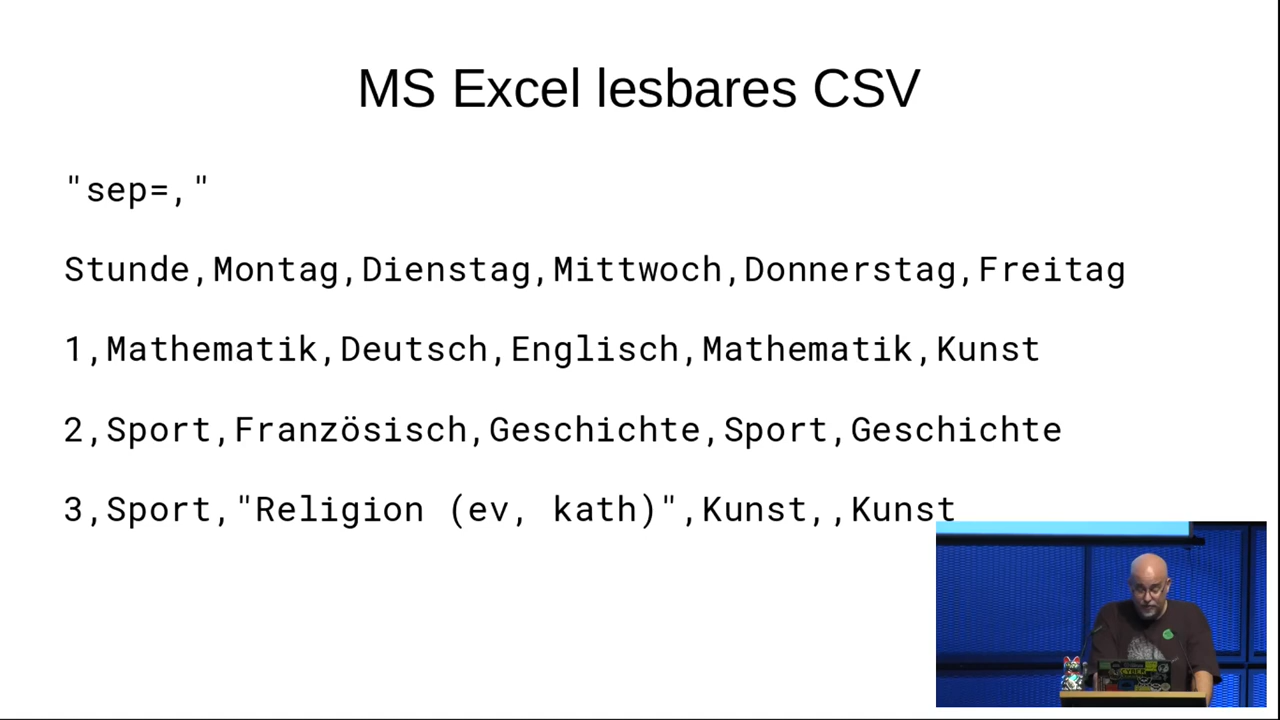 MS Excel lesbares CSV
"sep=,"
Stunde,Montag,Dienstag,Mittwoch,Donnerstag,Freitag
1,Mathematik,Deutsch,Englisch,Mathematik,Kunst
2,Sport,Französisch,Geschichte,Sport,Geschichte
3,Sport,"Religion (ev, kath)",Kunst,,Kunst
CYBER